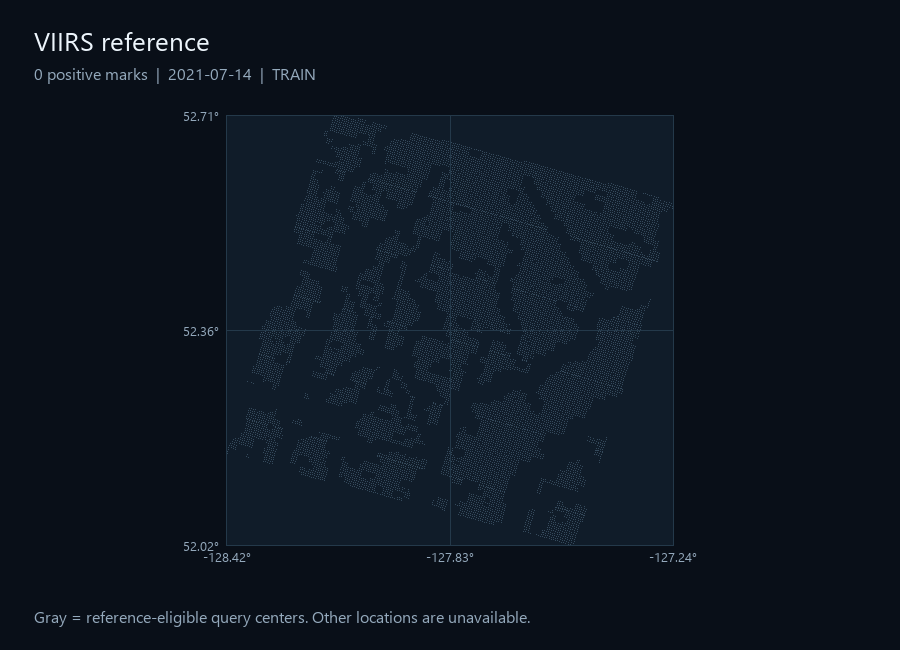 VIIRS reference
0 positive marks | 2021-07-14 | TRAIN
52.71°
52.36°
52.02°
-128.42°
-127.83°
-127.24°
Gray = reference-eligible query centers. Other locations are unavailable.